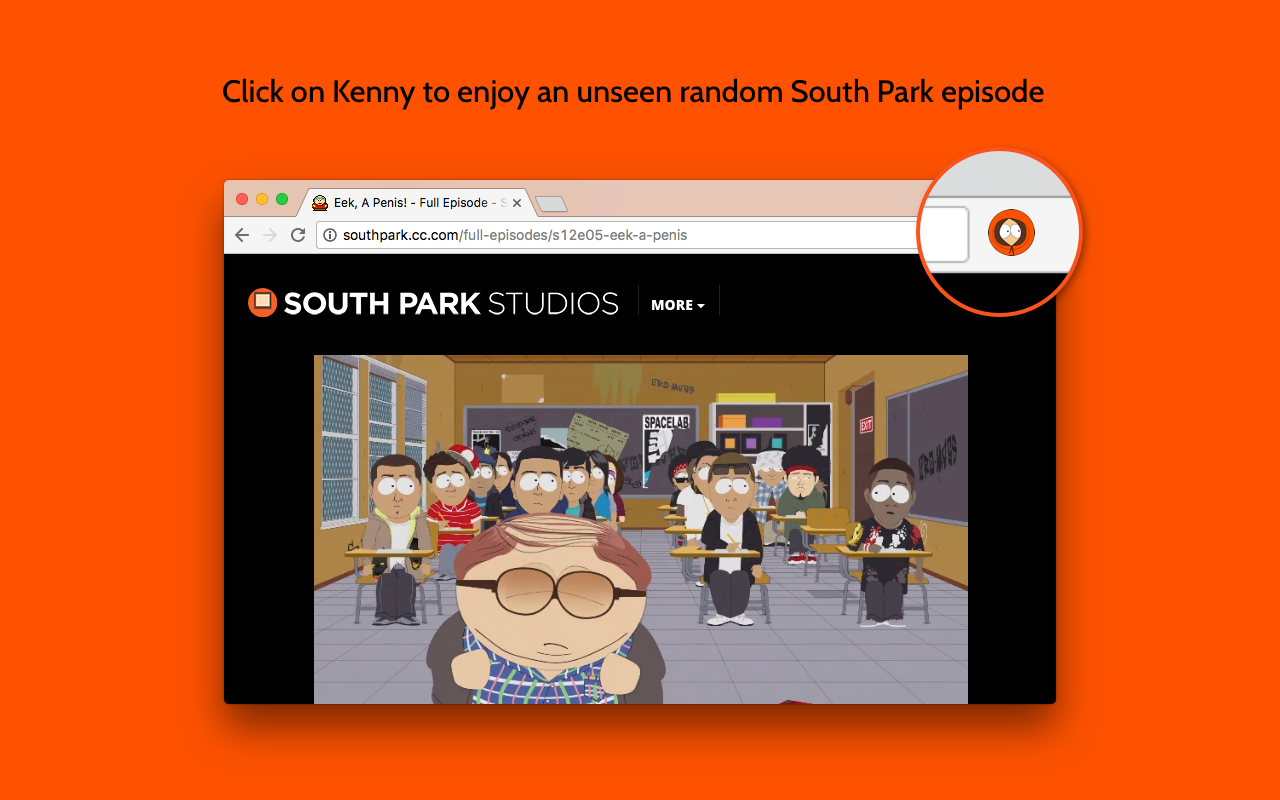 Click on Kenny to enjoy an unseen random South Park episode
Eek, A Penis! - Full Episode - S
southpark.cc.com/full-episodes/s12e05-eek-a-penis
SOUTH PARK STUDIOS
MORE
SPACELAB
EXIT